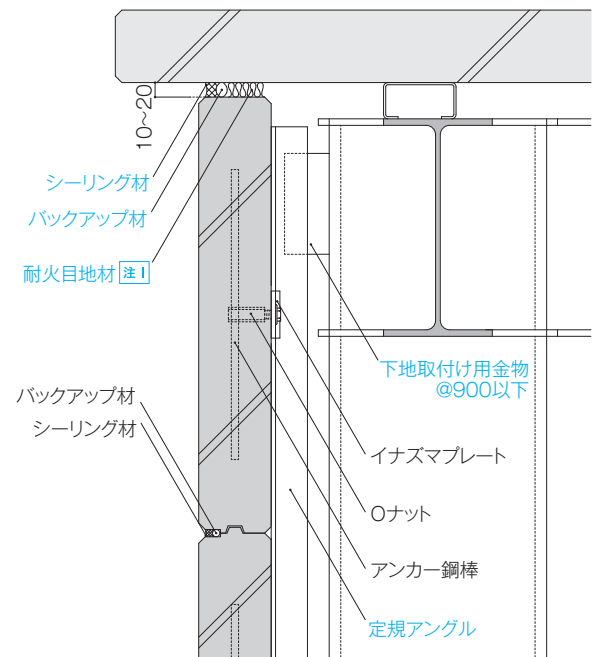 10~20
シーリング材
バックアップ材
耐火目地材 注1
下地取付け用金物
@900以下
バックアップ材
シーリング材
イナズマプレート
Oナット
アンカー鋼棒
定規アングル